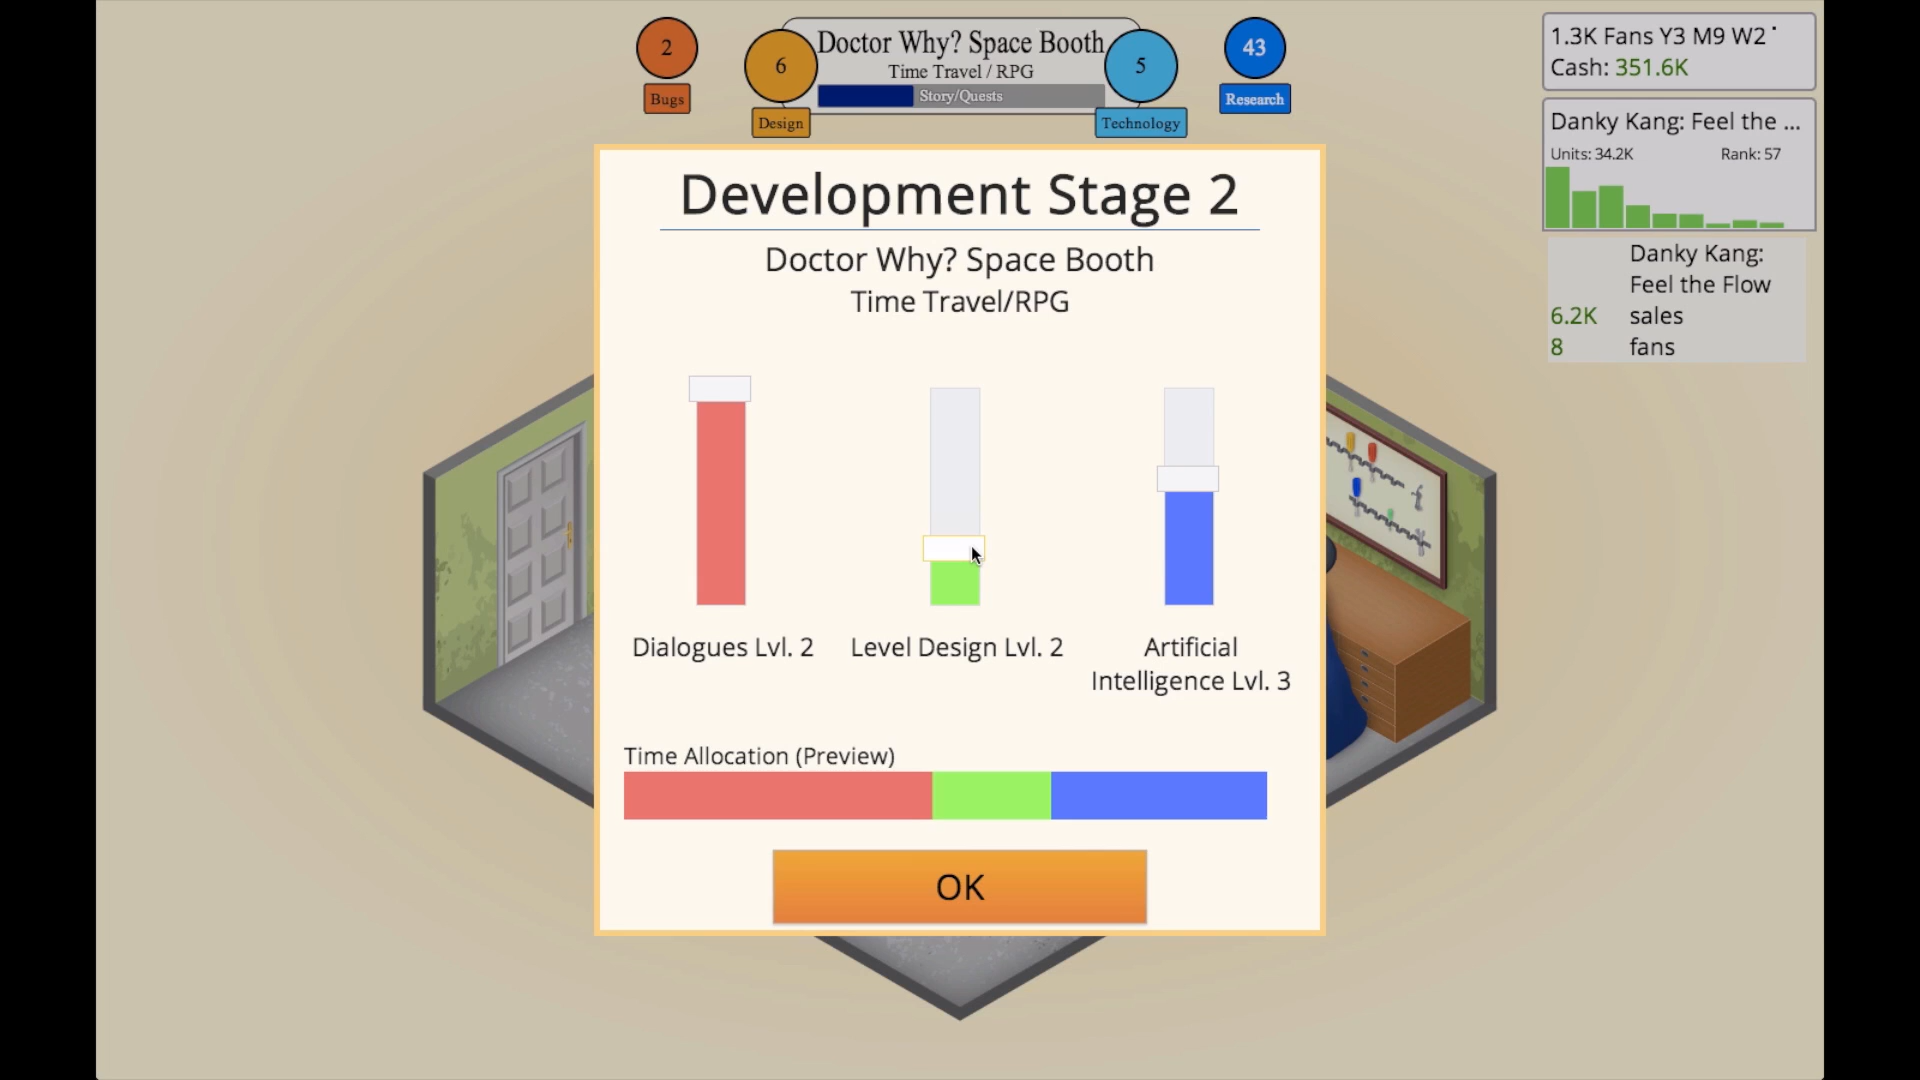 2
Bugs
6
Design
Doctor Why? Space Booth
Time Travel / RPG
Story/Quests
5
Technology
43
Research
1.3K Fans Y3 M9 W2
Cash: 351.6K
Danky Kang: Feel the ...
Units: 34.2K Rank: 57
Danky Kang:
Feel the Flow
6.2K sales
8 fans
Development Stage 2
Doctor Why? Space Booth
Time Travel/RPG
Dialogues Lvl. 2
Level Design Lvl. 2
Artificial
Intelligence Lvl. 3
Time Allocation (Preview)
OK